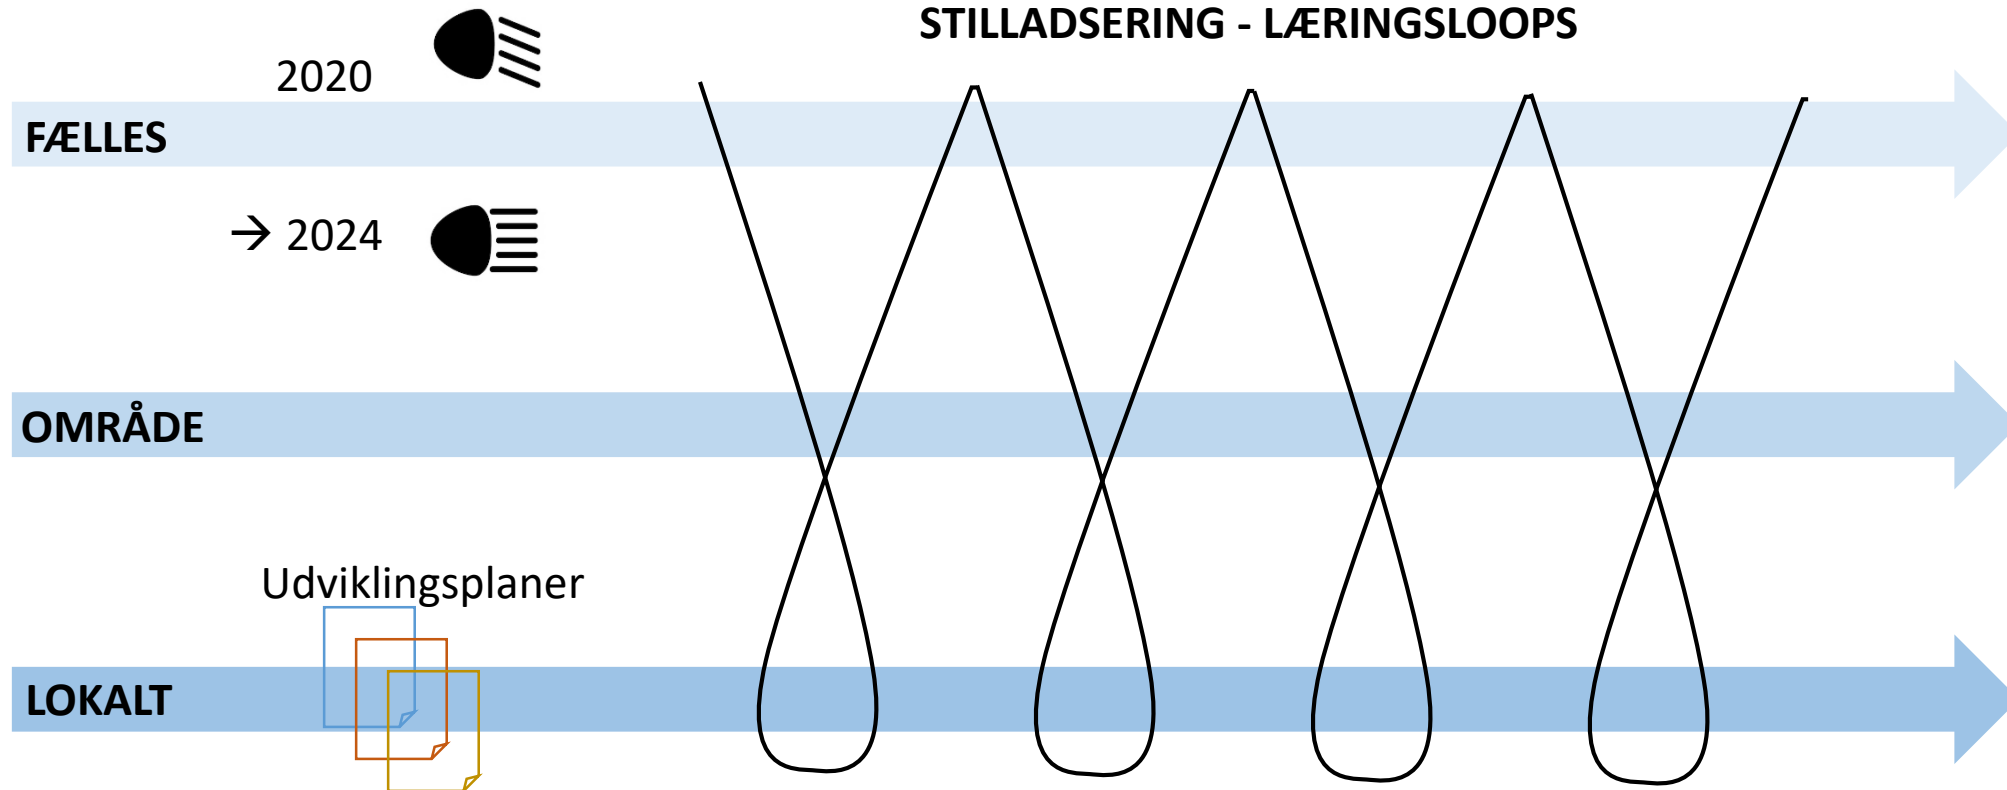 STILLADSERING - LÆRINGSLOOPS
2020
FÆLLES
→ 2024
OMRÅDE
Udviklingsplaner
LOKALT